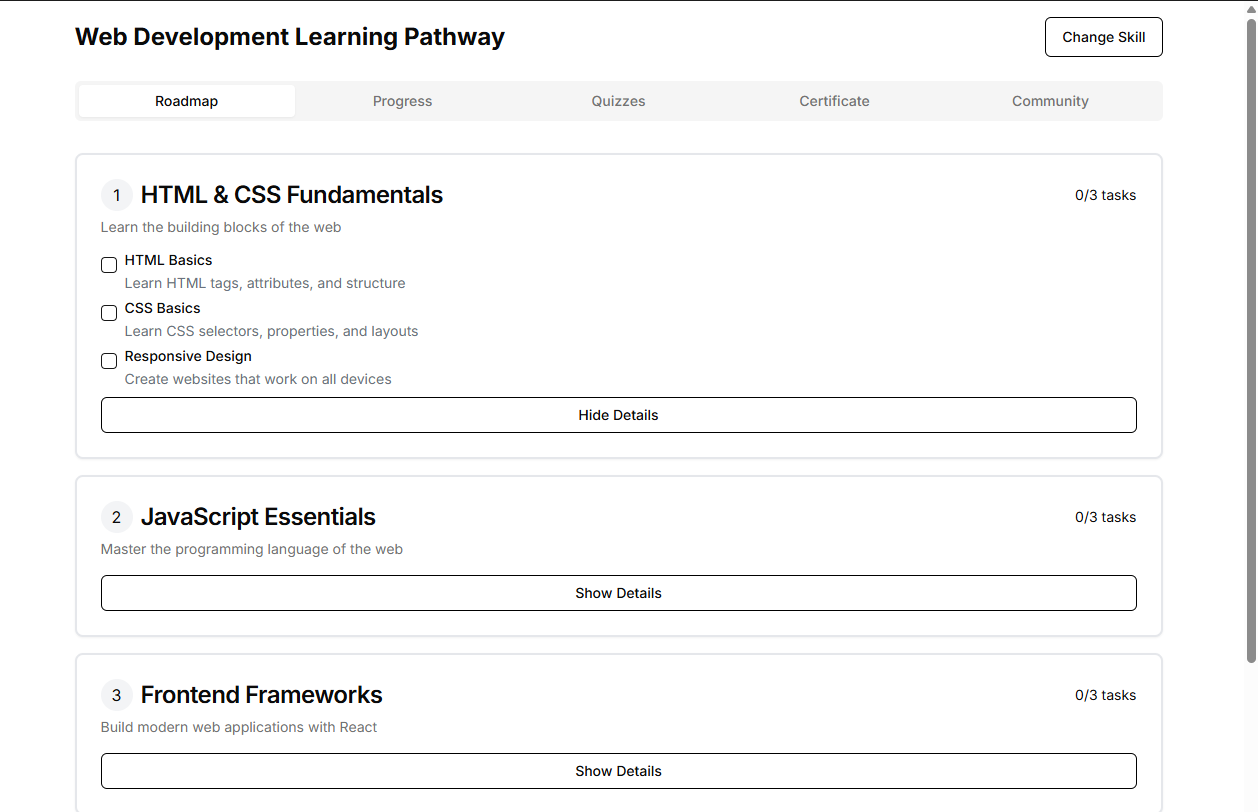 Web Development Learning Pathway
Change Skill
Roadmap
Progress
Quizzes
Certificate
Community
1
HTML & CSS Fundamentals
0/3 tasks
Learn the building blocks of the web
HTML Basics
Learn HTML tags, attributes, and structure
CSS Basics
Learn CSS selectors, properties, and layouts
Responsive Design
Create websites that work on all devices
Hide Details
2
JavaScript Essentials
0/3 tasks
Master the programming language of the web
Show Details
3
Frontend Frameworks
0/3 tasks
Build modern web applications with React
Show Details